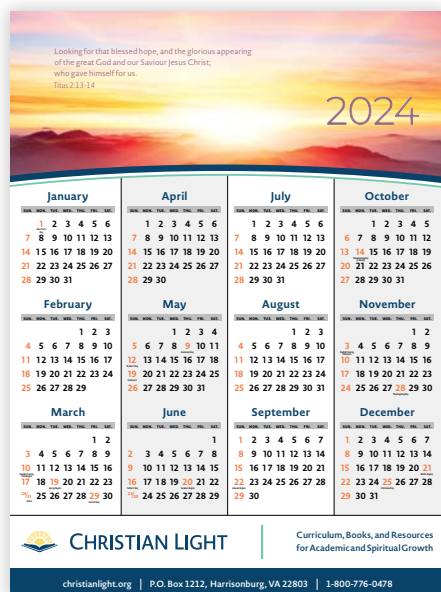 Looking for that blessed hope, and the glorious appearing
of the great God and our Saviour Jesus Christ;
who gave himself for us.
Titus 2:13-14
2024
January
SUN. MON. TUE. WED. THU. FRI. SAT.
1 2 3 4 5 6
7 8 9 10 11 12 13
14 15 16 17 18 19 20
21 22 23 24 25 26 27
28 29 30 31
February
SUN. MON. TUE. WED. THU. FRI. SAT.
1 2 3
4 5 6 7 8 9 10
11 12 13 14 15 16 17
18 19 20 21 22 23 24
25 26 27 28 29
March
SUN. MON. TUE. WED. THU. FRI. SAT.
1 2
3 4 5 6 7 8 9
10 11 12 13 14 15 16
17 18 19 20 21 22 23
24/31 25 26 27 28 29 30
April
SUN. MON. TUE. WED. THU. FRI. SAT.
1 2 3 4 5 6
7 8 9 10 11 12 13
14 15 16 17 18 19 20
21 22 23 24 25 26 27
28 29 30
May
SUN. MON. TUE. WED. THU. FRI. SAT.
1 2 3 4
5 6 7 8 9 10 11
12 13 14 15 16 17 18
19 20 21 22 23 24 25
26 27 28 29 30 31
June
SUN. MON. TUE. WED. THU. FRI. SAT.
1
2 3 4 5 6 7 8
9 10 11 12 13 14 15
16 17 18 19 20 21 22
23/30 24 25 26 27 28 29
July
SUN. MON. TUE. WED. THU. FRI. SAT.
1 2 3 4 5 6
7 8 9 10 11 12 13
14 15 16 17 18 19 20
21 22 23 24 25 26 27
28 29 30 31
August
SUN. MON. TUE. WED. THU. FRI. SAT.
1 2 3
4 5 6 7 8 9 10
11 12 13 14 15 16 17
18 19 20 21 22 23 24
25 26 27 28 29 30 31
September
SUN. MON. TUE. WED. THU. FRI. SAT.
1 2 3 4 5 6 7
8 9 10 11 12 13 14
15 16 17 18 19 20 21
22 23 24 25 26 27 28
29 30
October
SUN. MON. TUE. WED. THU. FRI. SAT.
1 2 3 4 5
6 7 8 9 10 11 12
13 14 15 16 17 18 19
20 21 22 23 24 25 26
27 28 29 30 31
November
SUN. MON. TUE. WED. THU. FRI. SAT.
1 2
3 4 5 6 7 8 9
10 11 12 13 14 15 16
17 18 19 20 21 22 23
24 25 26 27 28 29 30
December
SUN. MON. TUE. WED. THU. FRI. SAT.
1 2 3 4 5 6 7
8 9 10 11 12 13 14
15 16 17 18 19 20 21
22 23 24 25 26 27 28
29 30 31
CHRISTIAN LIGHT
Curriculum, Books, and Resources
for Academic and Spiritual Growth
christianlight.org | P.O. Box 1212, Harrisonburg, VA 22803 | 1-800-776-0478